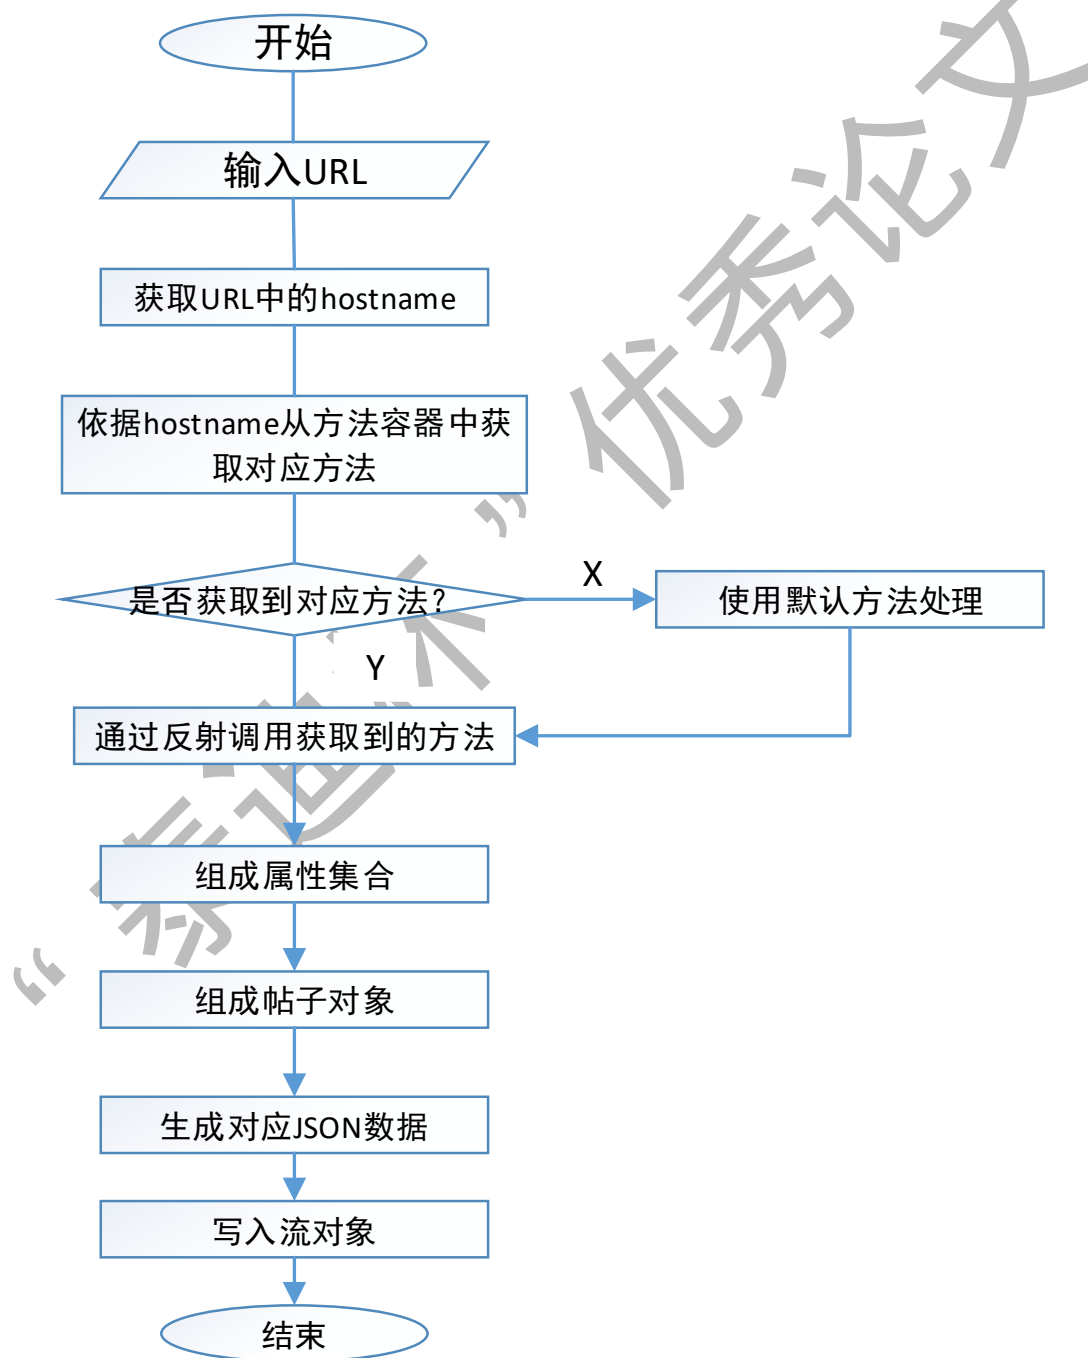 开始
输入URL
获取URL中的hostname
依据hostname从方法容器中获
取对应方法
是否获取到对应方法？
X
使用默认方法处理
Y
通过反射调用获取到的方法
组成属性集合
组成帖子对象
生成对应JSON数据
写入流对象
结束
“泰迪杯”优秀论文